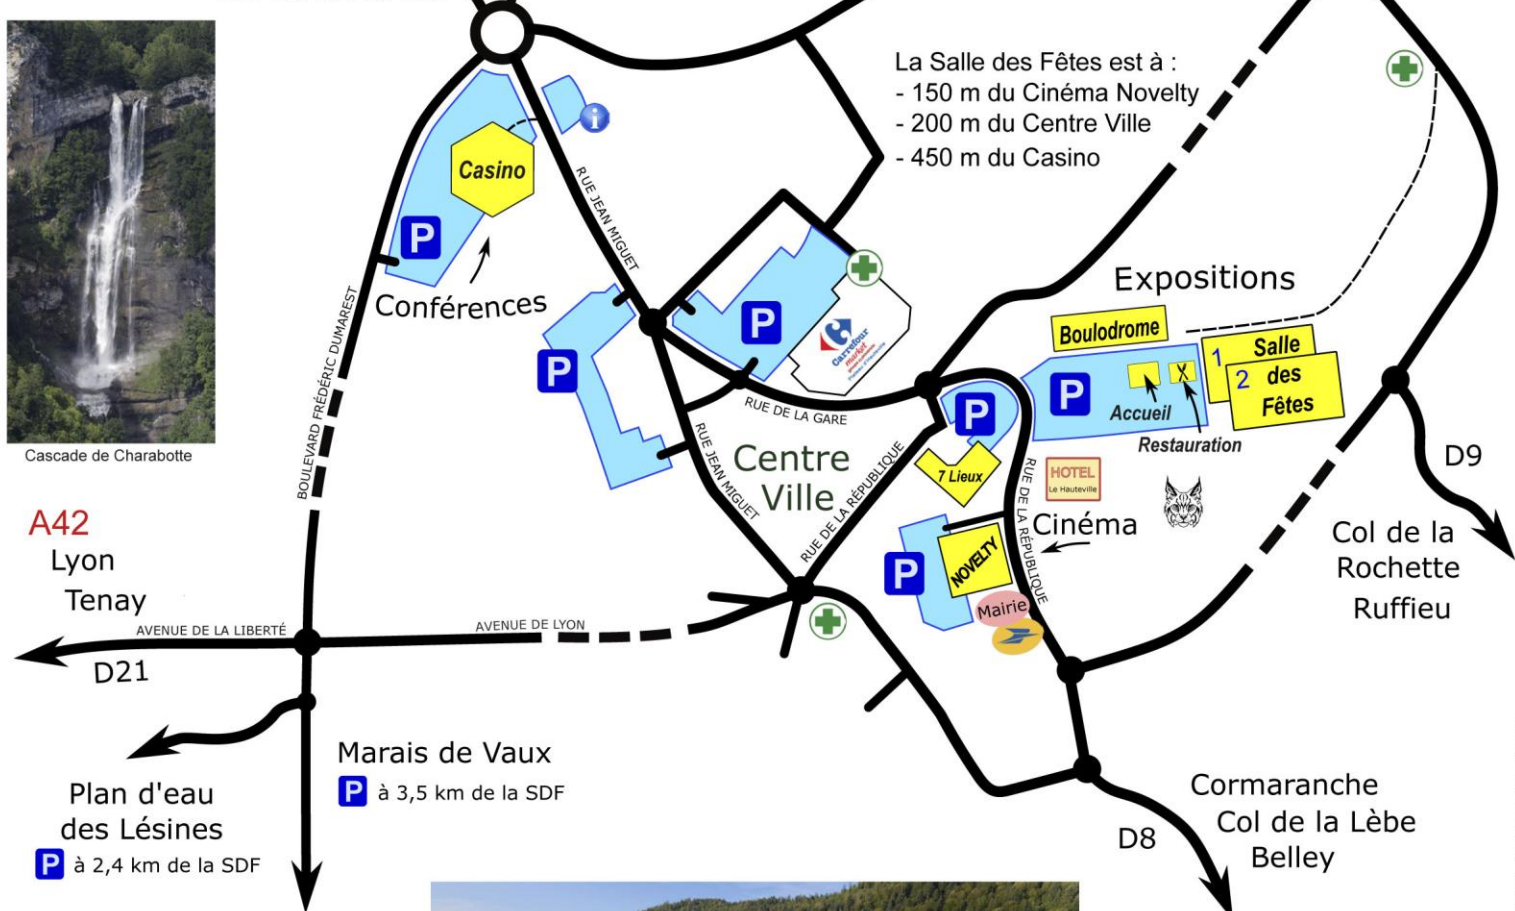 La Salle des Fêtes est à :
- 150 m du Cinéma Novelty
- 200 m du Centre Ville
- 450 m du Casino
i
Casino
P
Conférences
RUE JEAN MIGUET
Cascade de Charabotte
BOULEVARD FRÉDÉRIC DUMAREST
P
P
Carrefour
market
RUE DE LA GARE
RUE JEAN MIGUET
Centre
Ville
RUE DE LA RÉPUBLIQUE
Expositions
Boulodrome
1
Salle
2
des
Fêtes
P
Accueil
Restauration
P
7 Lieux
HOTEL
Le Hauteville
RUE DE LA RÉPUBLIQUE
Cinéma
P
NOVELTY
Mairie
D9
Col de la
Rochette
Ruffieu
A42
Lyon
Tenay
AVENUE DE LA LIBERTÉ
AVENUE DE LYON
D21
Plan d'eau
des Lésines
P à 2,4 km de la SDF
Marais de Vaux
P à 3,5 km de la SDF
D8
Cormaranche
Col de la Lèbe
Belley